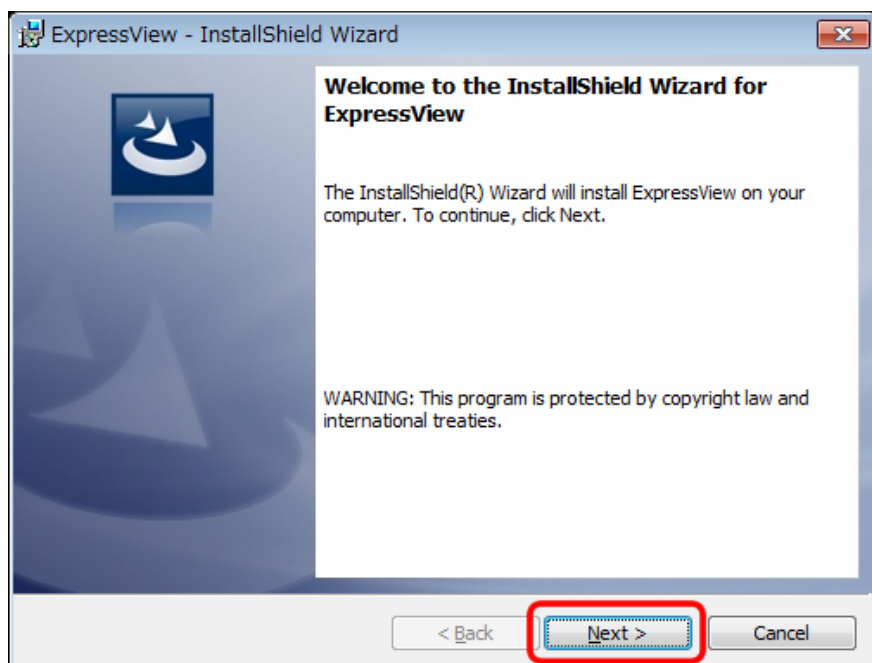 ExpressView - InstallShield Wizard
Welcome to the InstallShield Wizard for
ExpressView
The InstallShield(R) Wizard will install ExpressView on your
computer. To continue, click Next.
WARNING: This program is protected by copyright law and
international treaties.
< Back
Next >
Cancel